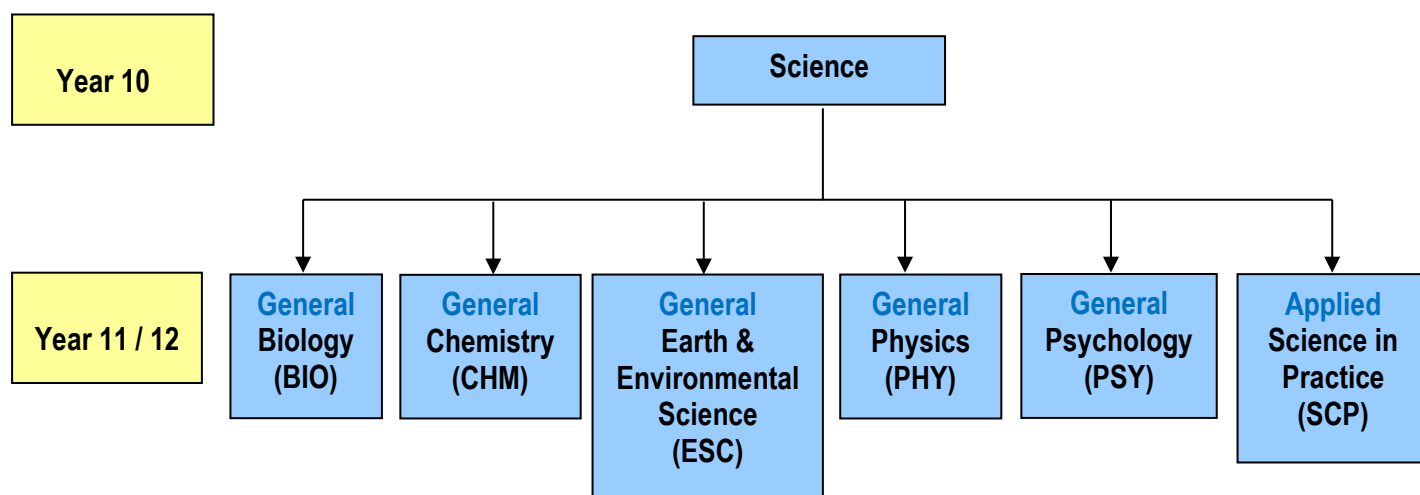 Year 10
Science
Year 11 / 12
General
Biology
(BIO)
General
Chemistry
(CHM)
General
Earth &
Environmental
Science
(ESC)
General
Physics
(PHY)
General
Psychology
(PSY)
Applied
Science in
Practice
(SCP)